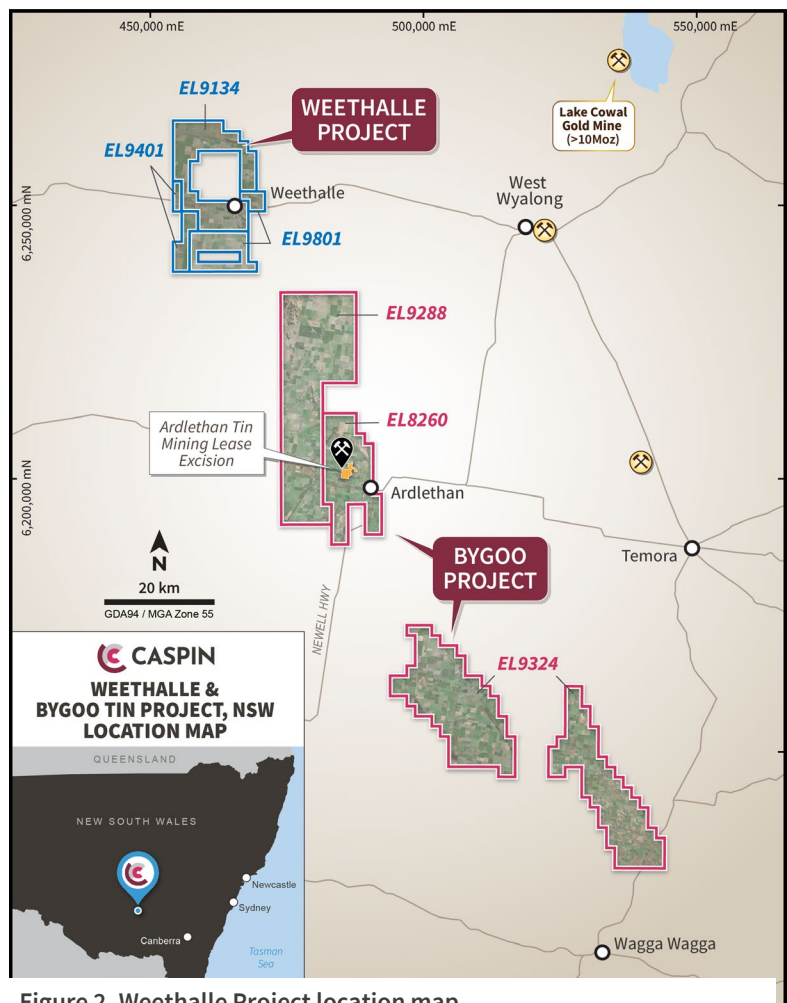 450,000 mE
500,000 mE
550,000 mE
EL9134
WEETHALLE
PROJECT
Lake Cowal
Gold Mine
(>10Moz)
EL9401
Weethalle
West
Wyalong
6,250,000 mN
EL9801
EL9288
EL8260
Ardlethan Tin
Mining Lease
Excision
Ardlethan
6,200,000 mN
N
20 km
GDA94 / MGA Zone 55
BYGOO
PROJECT
Temora
NEWELL HWY
EL9324
CASPIN
WEETHALLE &
BYGOO TIN PROJECT, NSW
LOCATION MAP
QUEENSLAND
NEW SOUTH WALES
Newcastle
Sydney
Canberra
Tasman
Sea
Wagga Wagga
Figure 2. Weethalle Project location map